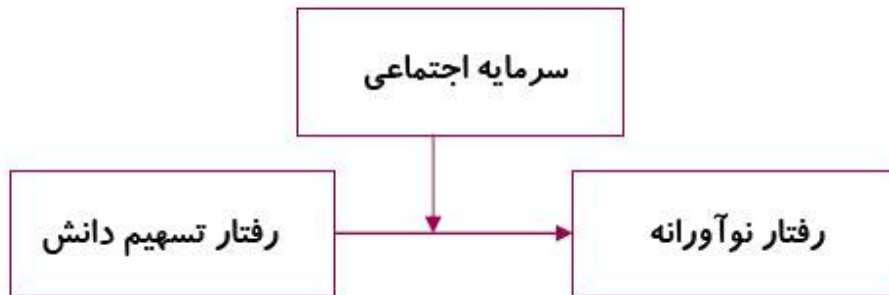 سرمایه اجتماعی
رفتار تسهیم دانش
رفتار نوآورانه